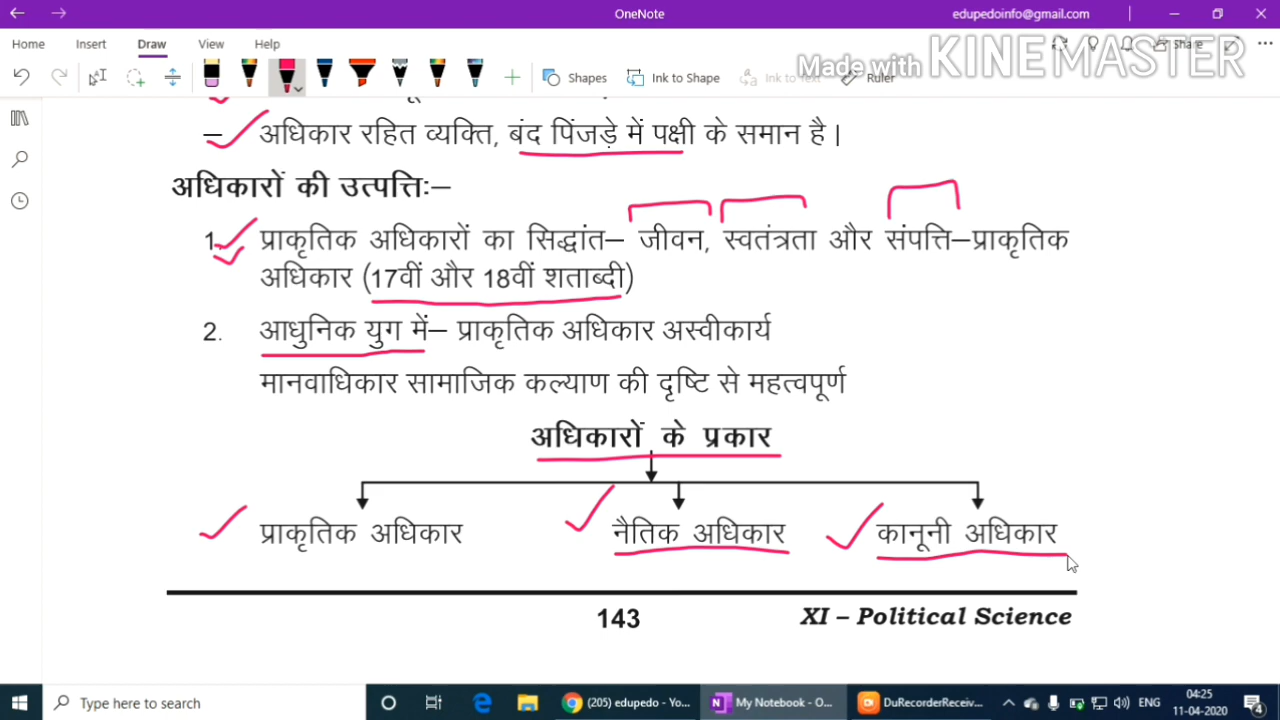 OneNote
edupedoinfo@gmail.com
Home Insert Draw View Help
Share
Made with KINEMASTER
Shapes Ink to Shape Ink to Text Ruler
– अधिकार रहित व्यक्ति, बंद पिंजड़े में पक्षी के समान है।
अधिकारों की उत्पत्तिः–
1. प्राकृतिक अधिकारों का सिद्धांत– जीवन, स्वतंत्रता और संपत्ति–प्राकृतिक
अधिकार (17वीं और 18वीं शताब्दी)
2. आधुनिक युग में– प्राकृतिक अधिकार अस्वीकार्य
मानवाधिकार सामाजिक कल्याण की दृष्टि से महत्वपूर्ण
अधिकारों के प्रकार
प्राकृतिक अधिकार नैतिक अधिकार कानूनी अधिकार
143 XI – Political Science
Type here to search
(205) edupedo - Yo...
My Notebook - O...
DuRecorderReceiv...
ENG
04:25
11-04-2020
4